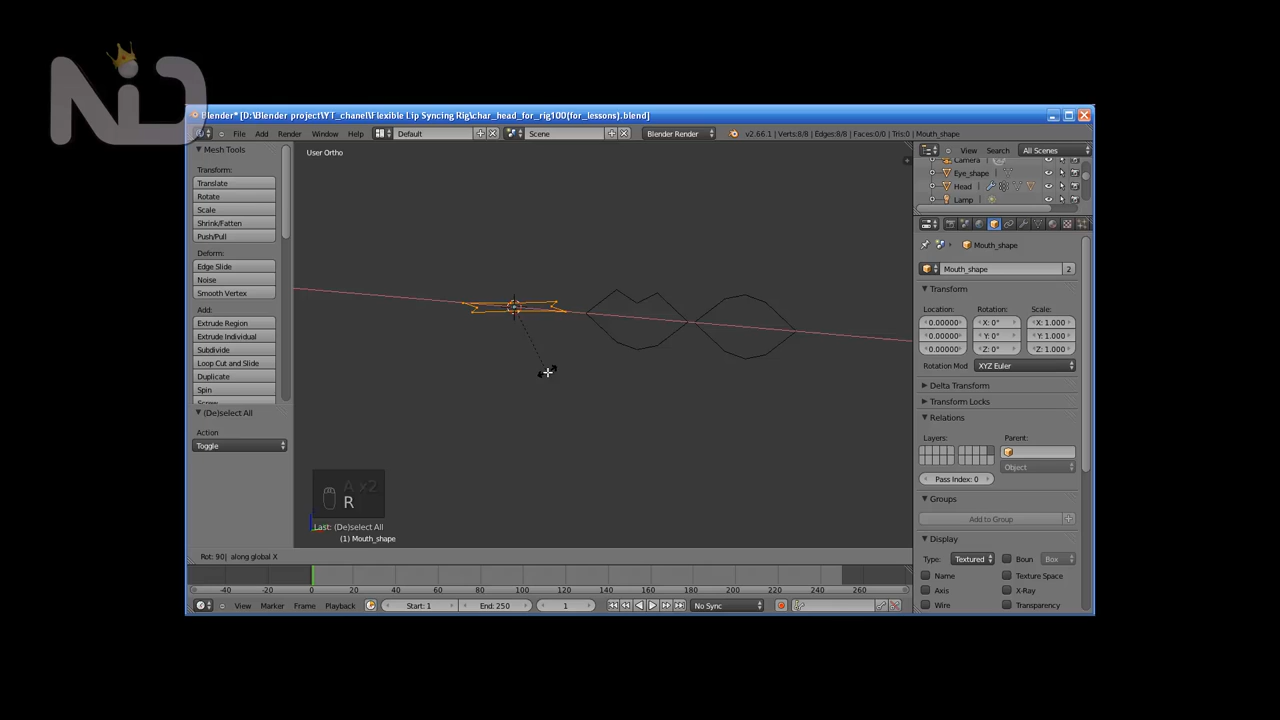 NiD
Blender* [D:\Blender project\YT_chanel\Flexible Lip Syncing Rig\char_head_for_rig100(for_lessons).blend]
File Add Render Window Help Default Scene Blender Render v2.66.1 | Verts:8/8 | Edges:8/8 | Faces:0/0 | Tris:0 | Mouth_shape
Mesh Tools
Transform:
Translate
Rotate
Scale
Shrink/Fatten
Push/Pull
Deform:
Edge Slide
Noise
Smooth Vertex
Add:
Extrude Region
Extrude Individual
Subdivide
Loop Cut and Slide
Duplicate
Spin
Screw
(De)select All
Action
Toggle
User Ortho
A x2
R
Last: (De)select All
(1) Mouth_shape
Rot: 90| along global X
View Search All Scenes
Camera
Eye_shape
Head
Lamp
Mouth_shape
Mouth_shape 2
Transform
Location: Rotation: Scale:
0.00000 X: 0° X: 1.000
0.00000 Y: 0° Y: 1.000
0.00000 Z: 0° Z: 1.000
Rotation Mod XYZ Euler
Delta Transform
Transform Locks
Relations
Layers: Parent:
Object
Pass Index: 0
Groups
Add to Group
Display
Type: Textured Boun Box
Name Texture Space
Axis X-Ray
Wire Transparency
-40 -20 0 20 40 60 80 100 120 140 160 180 200 220 240 260
View Marker Frame Playback Start: 1 End: 250 1 No Sync